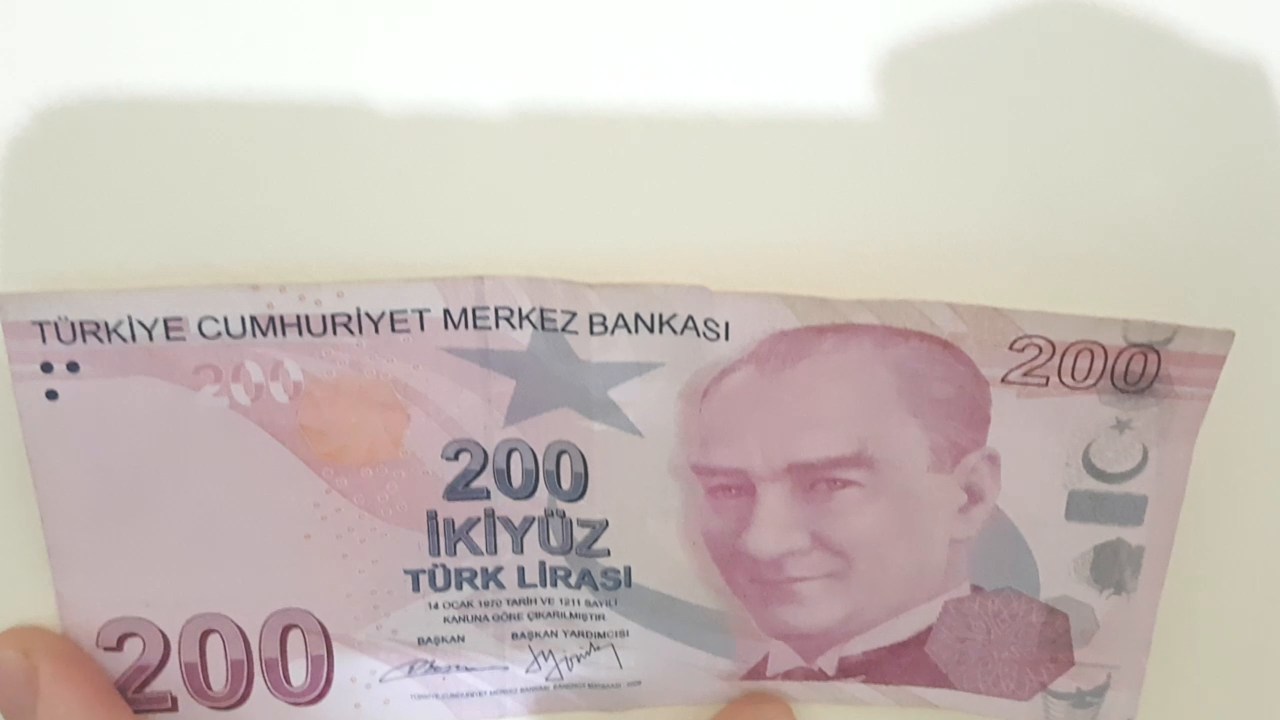 TÜRKİYE CUMHURİYET MERKEZ BANKASI
200
200
200
İKİYÜZ
TÜRK LİRASI
14 OCAK 1970 TARİH VE 1211 SAYILI
KANUNA GÖRE ÇIKARILMIŞTIR
BAŞKAN BAŞKAN YARDIMCISI
200